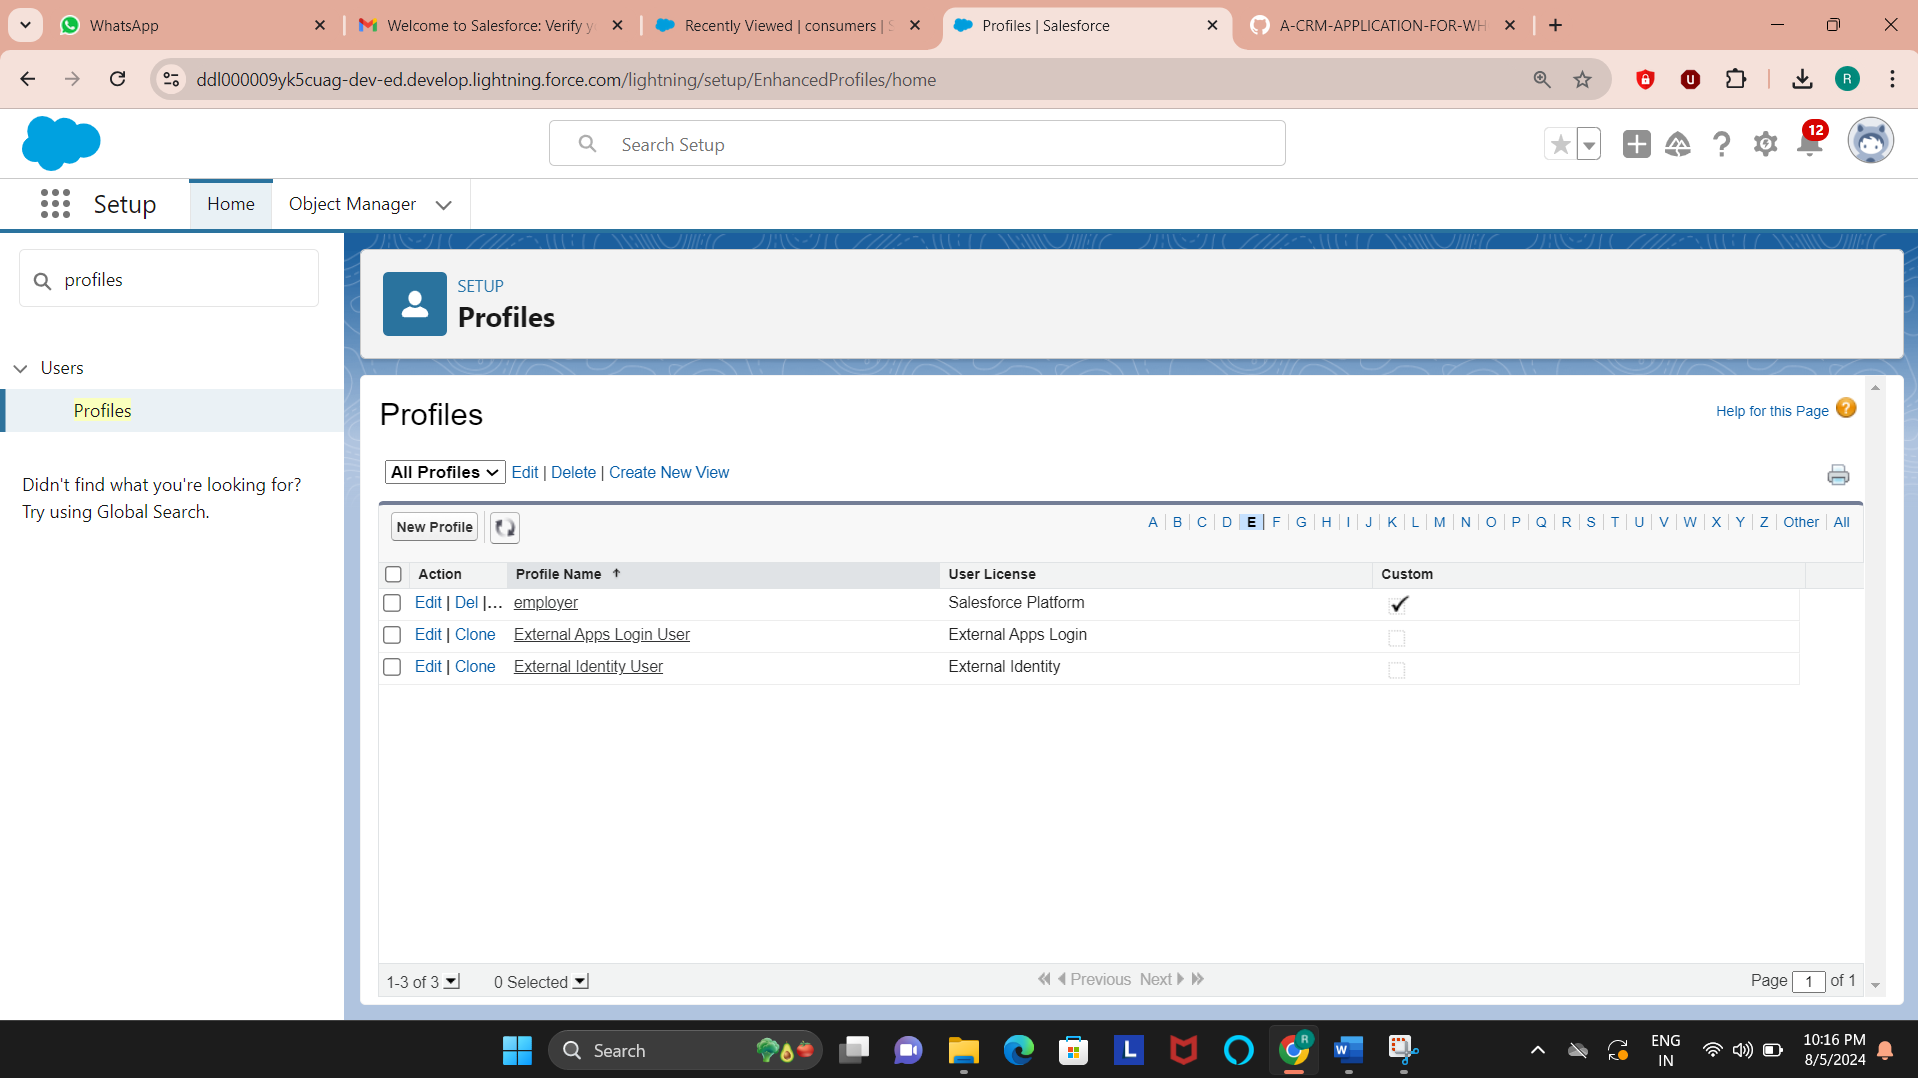 WhatsApp
Welcome to Salesforce: Verify y
Recently Viewed | consumers | S
Profiles | Salesforce
A-CRM-APPLICATION-FOR-WH
ddl000009yk5cuag-dev-ed.develop.lightning.force.com/lightning/setup/EnhancedProfiles/home
R
Search Setup
12
Setup
Home
Object Manager
profiles
Users
Profiles
Didn't find what you're looking for?
Try using Global Search.
SETUP
Profiles
Profiles
Help for this Page ?
All Profiles Edit | Delete | Create New View
New Profile
A B C D E F G H I J K L M N O P Q R S T U V W X Y Z Other All
Action Profile Name User License Custom
Edit | Del |... employer Salesforce Platform
Edit | Clone External Apps Login User External Apps Login
Edit | Clone External Identity User External Identity
1-3 of 3 0 Selected Previous Next Page 1 of 1
Search
L
R
W
ENG
IN
10:16 PM
8/5/2024